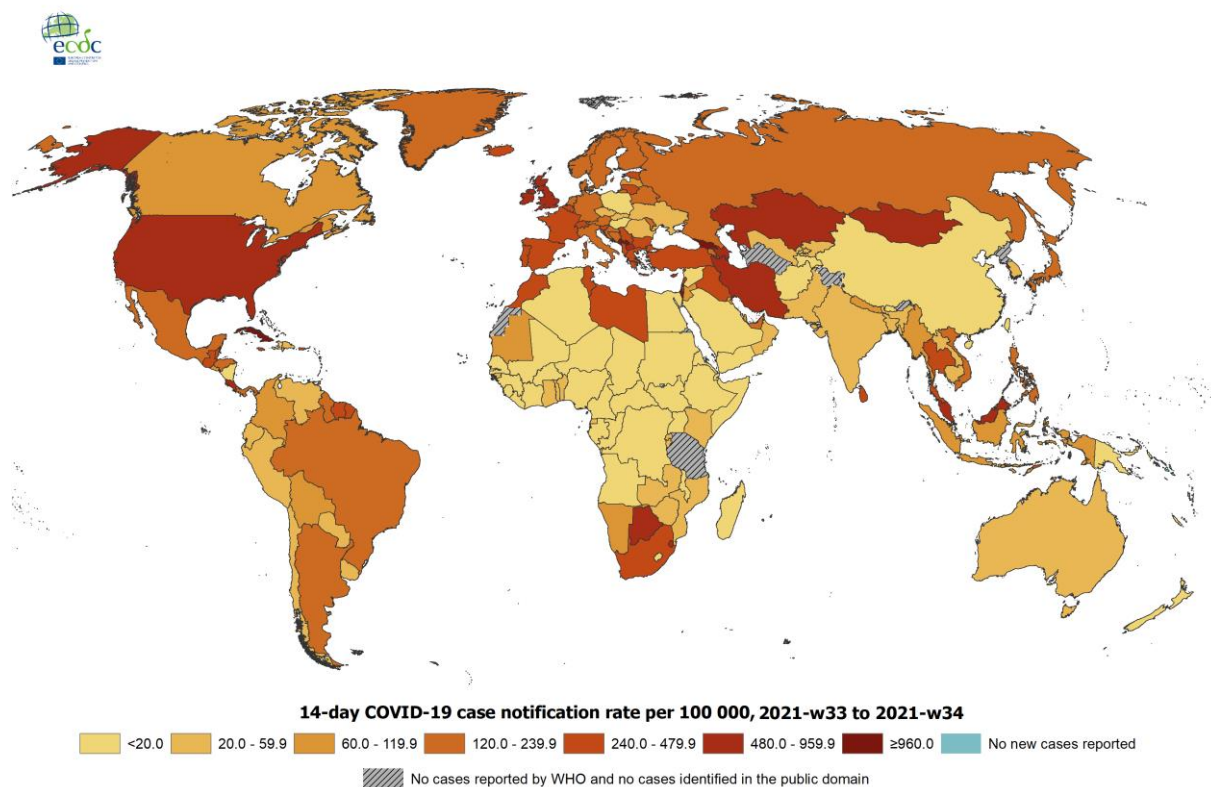 ecdc
14-day COVID-19 case notification rate per 100 000, 2021-w33 to 2021-w34
<20.0 20.0 - 59.9 60.0 - 119.9 120.0 - 239.9 240.0 - 479.9 480.0 - 959.9 ≥960.0 No new cases reported
No cases reported by WHO and no cases identified in the public domain